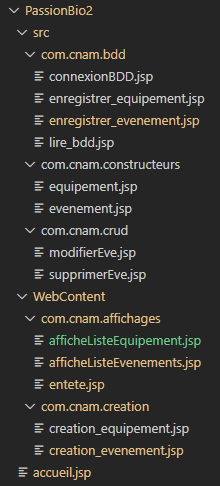 PassionBio2
src
com.cnam.bdd
connexionBDD.jsp
enregistrer_equipement.jsp
enregistrer_evenement.jsp
lire_bdd.jsp
com.cnam.constructeurs
equipement.jsp
evenement.jsp
com.cnam.crud
modifierEve.jsp
supprimerEve.jsp
WebContent
com.cnam.affichages
afficheListeEquipement.jsp
afficheListeEvenements.jsp
entete.jsp
com.cnam.creation
creation_equipement.jsp
creation_evenement.jsp
accueil.jsp